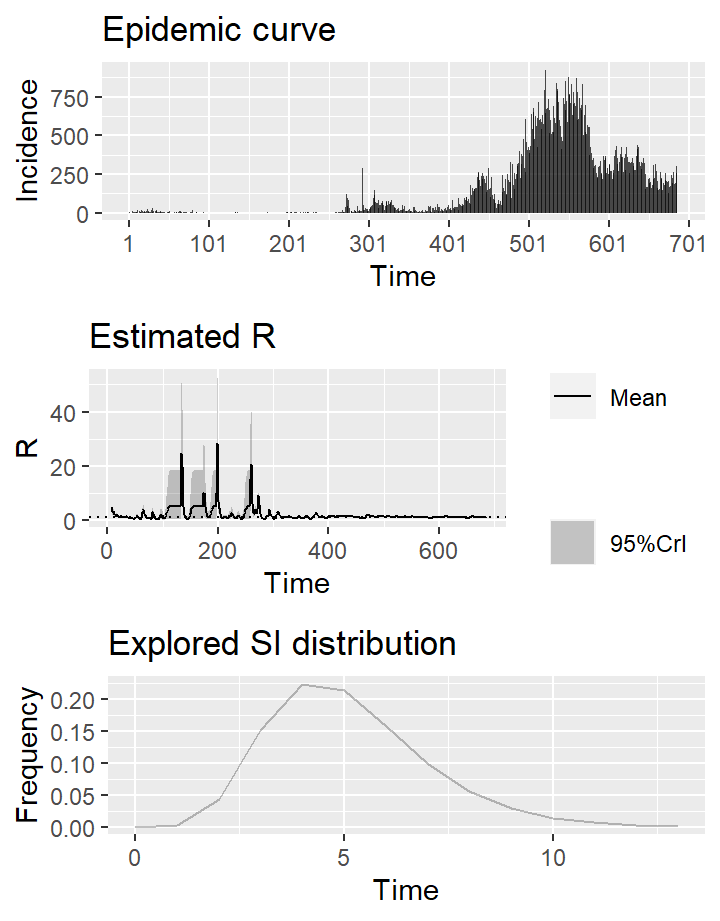 Epidemic curve
Incidence
750
500
250
0
1 101 201 301 401 501 601 701
Time
Estimated R
R
40
20
0
0 200 400 600
Time
Mean
95%CrI
Explored SI distribution
Frequency
0.20
0.15
0.10
0.05
0.00
0 5 10
Time